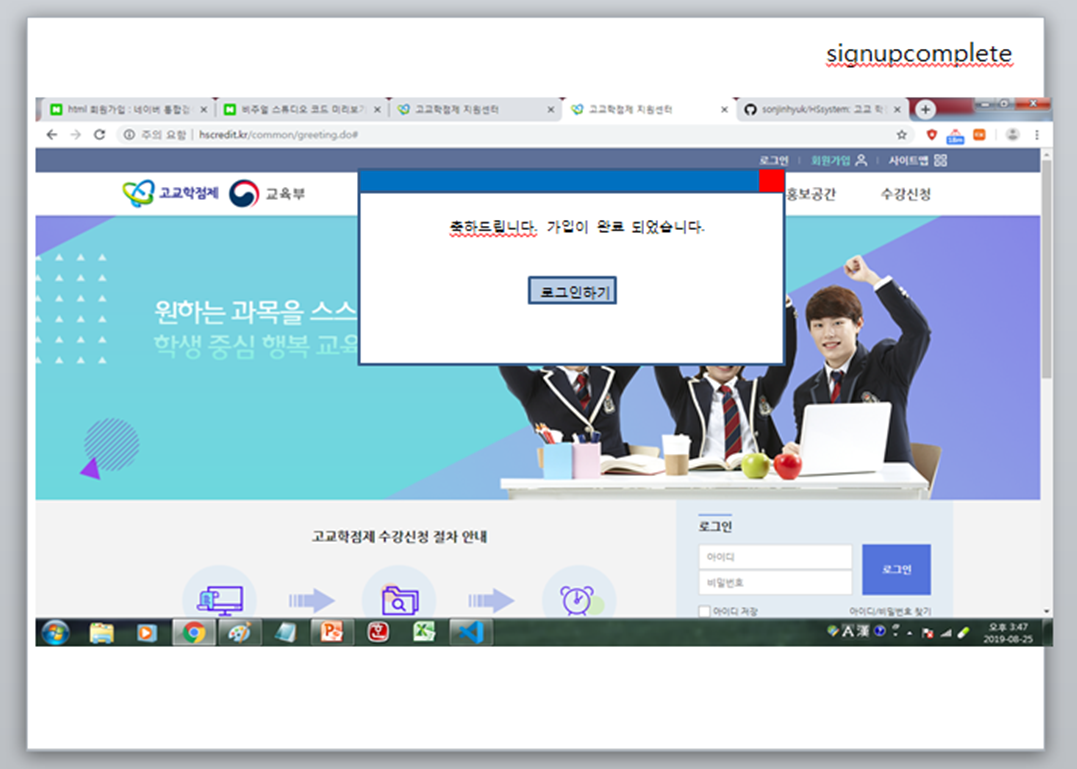 signupcomplete
html 회원가입 : 네이버 통합검
비주얼 스튜디오 코드 미리보기
고교학점제 지원센터
고교학점제 지원센터
sonjinhyuk/HSsystem: 고교 학
주의 요함 | hscredit.kr/common/greeting.do#
로그인 회원가입 사이트맵
고교학점제 교육부 홍보공간 수강신청
축하드립니다. 가입이 완료 되었습니다.
로그인하기
원하는 과목을 스스
학생 중심 행복 교육
고교학점제 수강신청 절차 안내
로그인
아이디
비밀번호
로그인
아이디 저장 아이디/비밀번호 찾기
A 漢
오후 3:47
2019-08-25